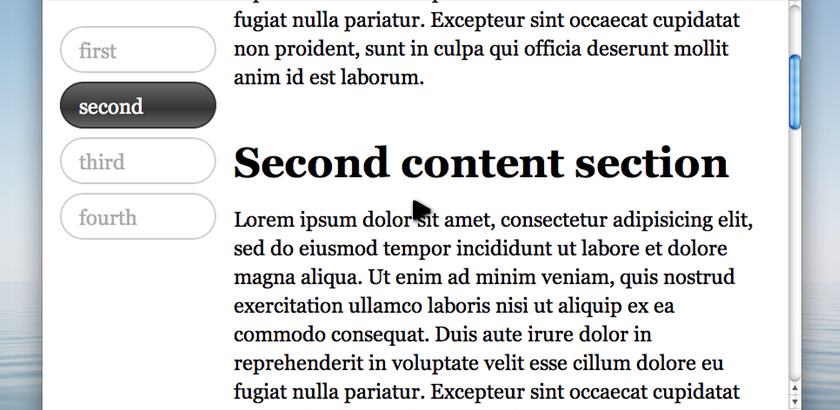 first
second
third
fourth
fugiat nulla pariatur. Excepteur sint occaecat cupidatat
non proident, sunt in culpa qui officia deserunt mollit
anim id est laborum.
Second content section
Lorem ipsum dolor sit amet, consectetur adipisicing elit,
sed do eiusmod tempor incididunt ut labore et dolore
magna aliqua. Ut enim ad minim veniam, quis nostrud
exercitation ullamco laboris nisi ut aliquip ex ea
commodo consequat. Duis aute irure dolor in
reprehenderit in voluptate velit esse cillum dolore eu
fugiat nulla pariatur. Excepteur sint occaecat cupidatat